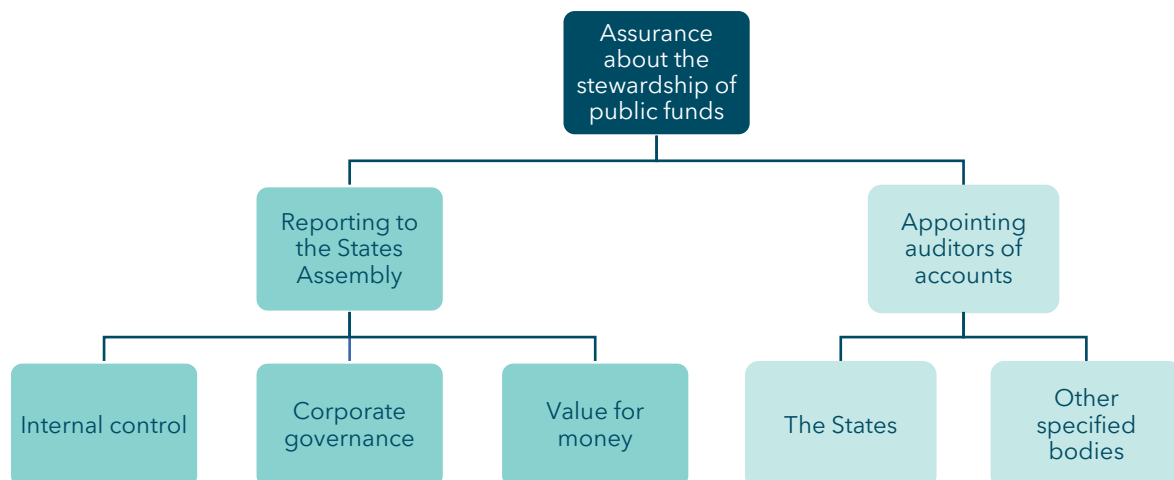 Assurance
about the
stewardship of
public funds
Reporting to
the States
Assembly
Appointing
auditors of
accounts
Internal control
Corporate
governance
Value for
money
The States
Other
specified
bodies